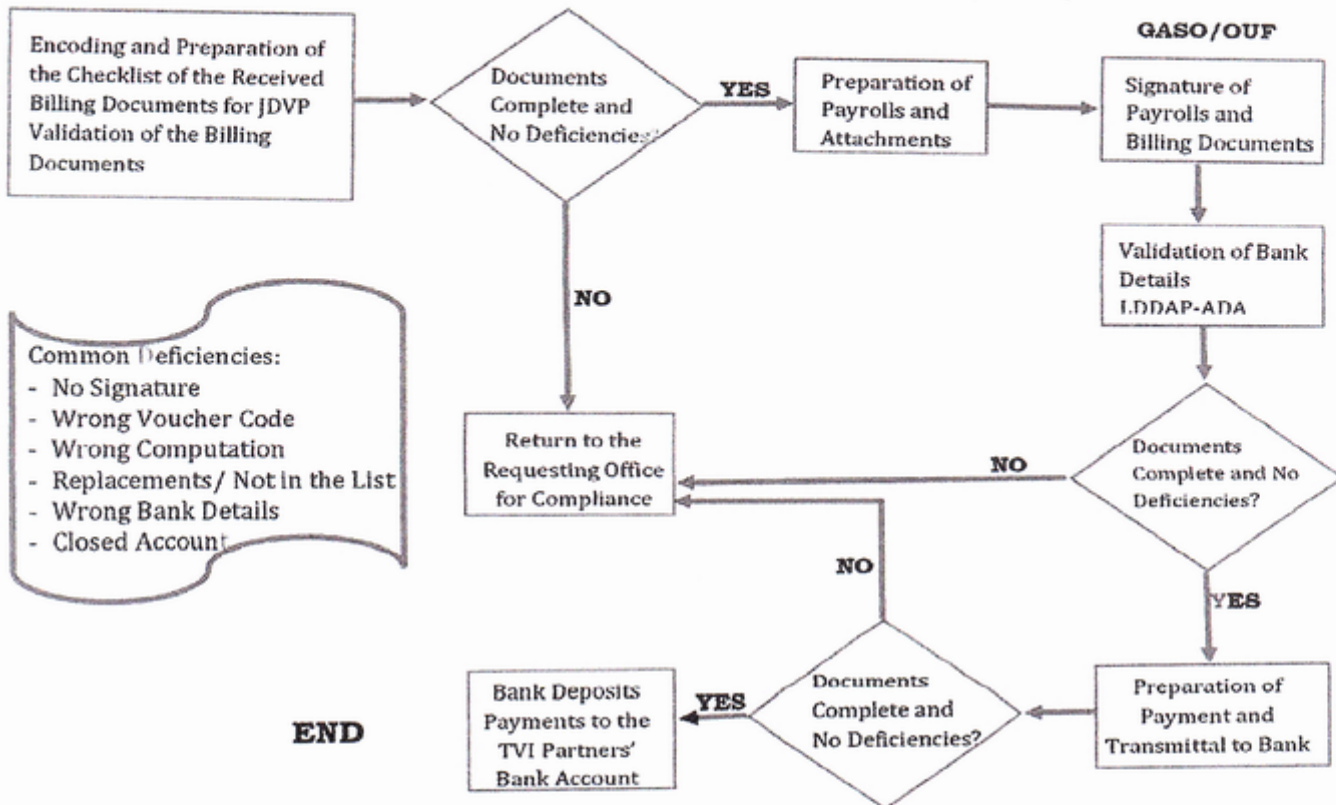 Encoding and Preparation of
the Checklist of the Received
Billing Documents for JDVP
Validation of the Billing
Documents
Documents
Complete and
No Deficiencies?
YES
Preparation of
Payrolls and
Attachments
GASO/OUF
Signature of
Payrolls and
Billing Documents
Validation of Bank
Details
LDDAP-ADA
NO
Common Deficiencies:
- No Signature
- Wrong Voucher Code
- Wrong Computation
- Replacements/ Not in the List
- Wrong Bank Details
- Closed Account
Return to the
Requesting Office
for Compliance
NO
Documents
Complete and No
Deficiencies?
NO
YES
Preparation of
Payment and
Transmittal to Bank
Documents
Complete and
No Deficiencies?
YES
Bank Deposits
Payments to the
TVI Partners'
Bank Account
END